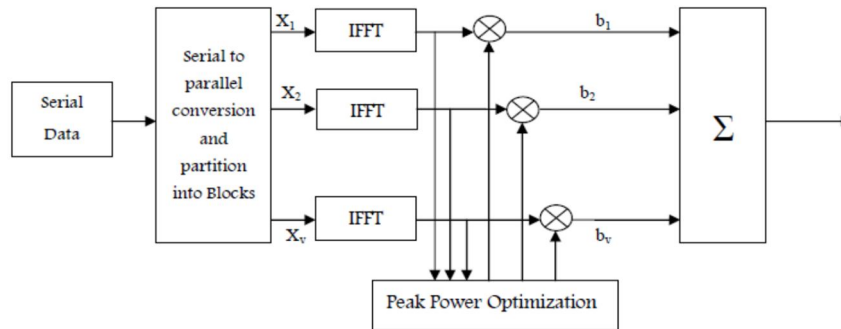 Serial
Data
Serial to
parallel
conversion
and
partition
into Blocks
X₁
IFFT
b₁
X₂
IFFT
b₂
Xᵥ
IFFT
bᵥ
Σ
Peak Power Optimization